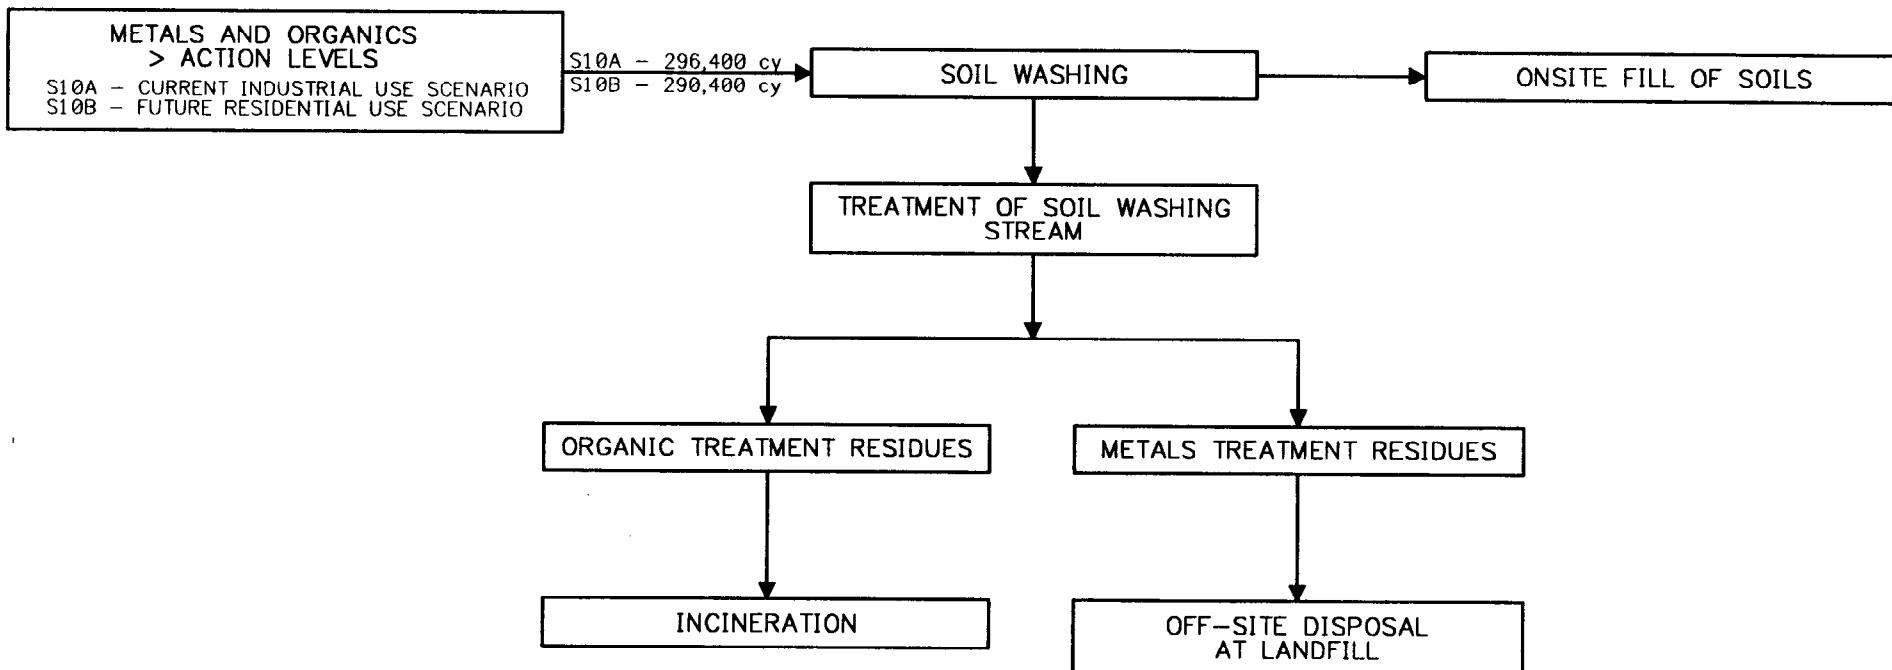 METALS AND ORGANICS
> ACTION LEVELS
S10A – CURRENT INDUSTRIAL USE SCENARIO
S10B – FUTURE RESIDENTIAL USE SCENARIO
S10A – 296,400 cy
S10B – 290,400 cy
SOIL WASHING
ONSITE FILL OF SOILS
TREATMENT OF SOIL WASHING
STREAM
ORGANIC TREATMENT RESIDUES
METALS TREATMENT RESIDUES
INCINERATION
OFF–SITE DISPOSAL
AT LANDFILL